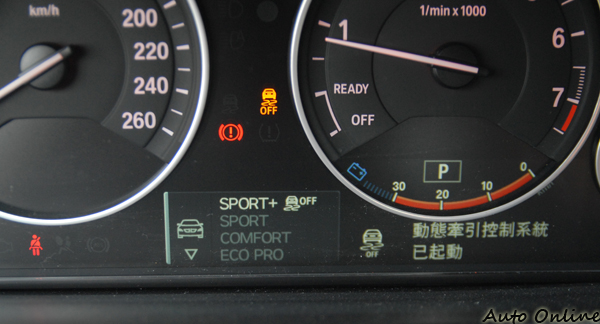 km/h
200
220
240
260
OFF
1/min x 1000
1
6
7
READY
OFF
P
30
20
10
0
SPORT+ OFF
SPORT
COMFORT
ECO PRO
OFF
動態牽引控制系統
已起動
Auto Online